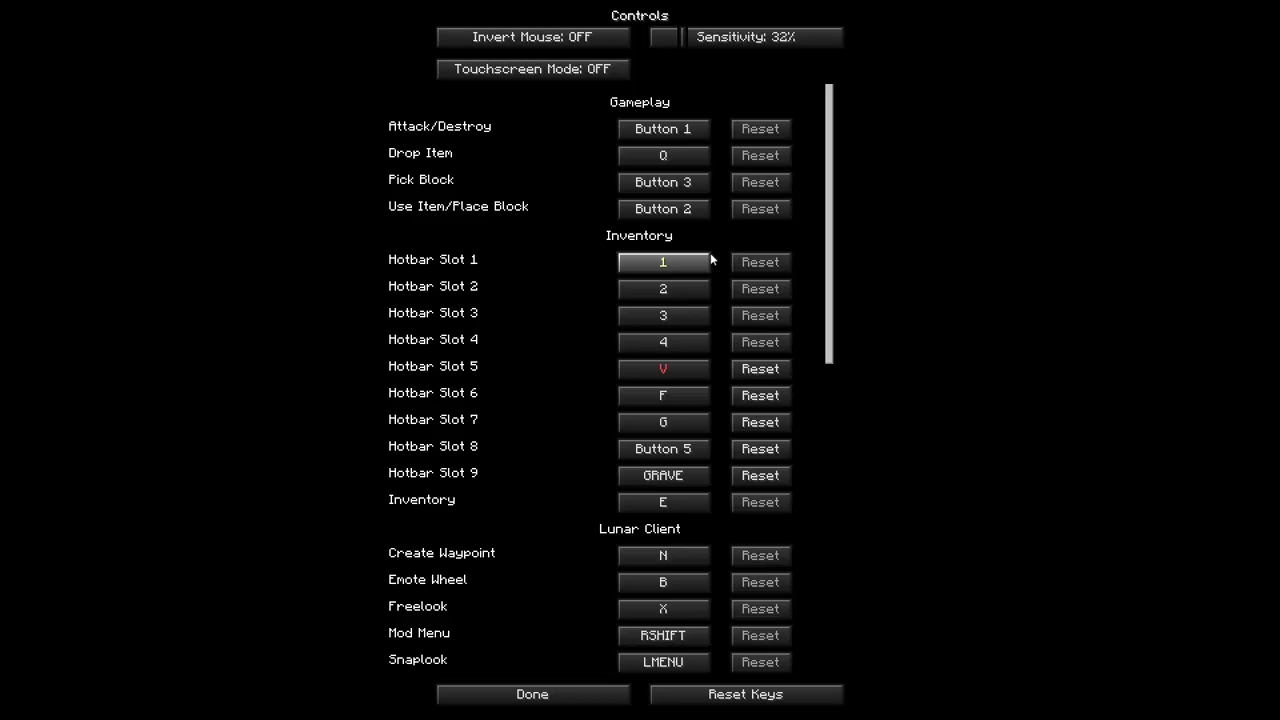 Controls
Invert Mouse: OFF Sensitivity: 32%
Touchscreen Mode: OFF
Gameplay
Attack/Destroy Button 1 Reset
Drop Item Q Reset
Pick Block Button 3 Reset
Use Item/Place Block Button 2 Reset
Inventory
Hotbar Slot 1 1 Reset
Hotbar Slot 2 2 Reset
Hotbar Slot 3 3 Reset
Hotbar Slot 4 4 Reset
Hotbar Slot 5 V Reset
Hotbar Slot 6 F Reset
Hotbar Slot 7 G Reset
Hotbar Slot 8 Button 5 Reset
Hotbar Slot 9 GRAVE Reset
Inventory E Reset
Lunar Client
Create Waypoint N Reset
Emote Wheel B Reset
Freelook X Reset
Mod Menu RSHIFT Reset
Snaplook LMENU Reset
Done Reset Keys